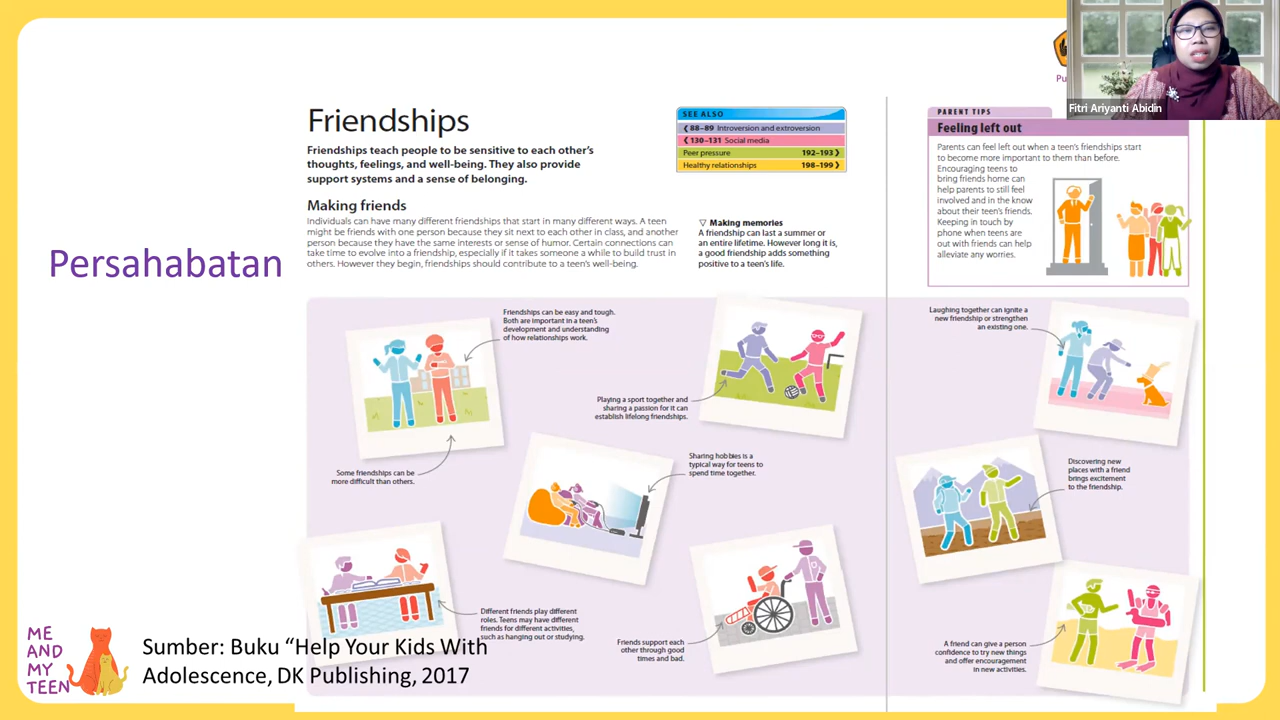 Fitri Ariyanti Abidin
Pu
Persahabatan
Friendships
Friendships teach people to be sensitive to each other's
thoughts, feelings, and well-being. They also provide
support systems and a sense of belonging.
SEE ALSO
❮ 88–89 Introversion and extroversion
❮ 130–131 Social media
Peer pressure 192–193 ❯
Healthy relationships 198–199 ❯
Making friends
Individuals can have many different friendships that start in many different ways. A teen
might be friends with one person because they sit next to each other in class, and another
person because they have the same interests or sense of humor. Certain connections can
take time to evolve into a friendship, especially if it takes someone a while to build trust in
others. However they begin, friendships should contribute to a teen's well-being.
▽ Making memories
A friendship can last a summer or
an entire lifetime. However long it is,
a good friendship adds something
positive to a teen's life.
PARENT TIPS
Feeling left out
Parents can feel left out when a teen's friendships start
to become more important to them than before.
Encouraging teens to
bring friends home can
help parents to still feel
involved and in the know
about their teen's friends.
Keeping in touch by
phone when teens are
out with friends can help
alleviate any worries.
Friendships can be easy and tough.
Both are important in a teen's
development and understanding
of how relationships work.
Some friendships can be
more difficult than others.
Playing a sport together and
sharing a passion for it can
establish lifelong friendships.
Sharing hobbies is a
typical way for teens to
spend time together.
Different friends play different
roles. Teens may have different
friends for different activities,
such as hanging out or studying.
Friends support each
other through good
times and bad.
Laughing together can ignite a
new friendship or strengthen
an existing one.
Discovering new
places with a friend
brings excitement
to the friendship.
A friend can give a person
confidence to try new things
and offer encouragement
in new activities.
ME
AND
MY
TEEN
Sumber: Buku “Help Your Kids With
Adolescence, DK Publishing, 2017